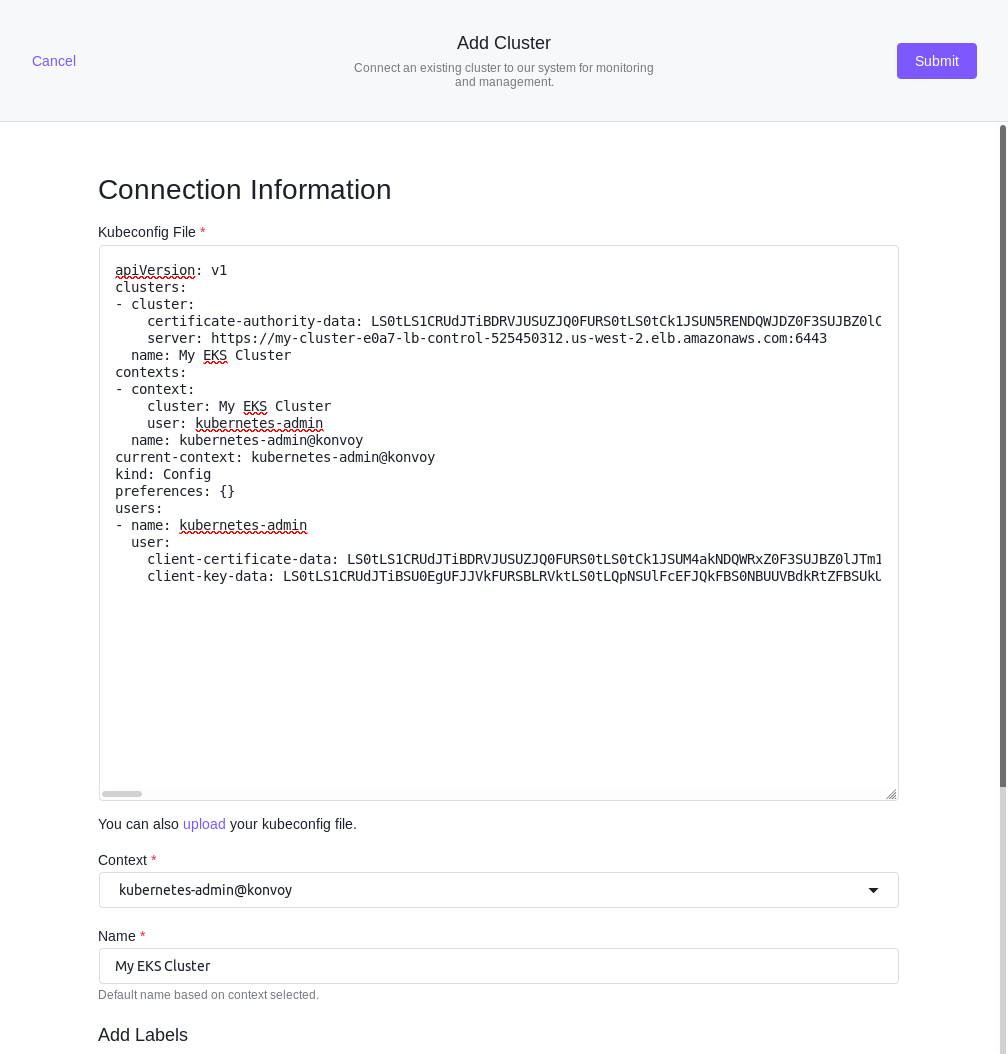 Cancel
Add Cluster
Connect an existing cluster to our system for monitoring
and management.
Submit
Connection Information
Kubeconfig File *
apiVersion: v1
clusters:
- cluster:
    certificate-authority-data: LS0tLS1CRUdJTiBDRVJUSUZJQ0FURS0tLS0tCk1JSUN5RENDQWJDZ0F3SUJBZ0lC
    server: https://my-cluster-e0a7-lb-control-525450312.us-west-2.elb.amazonaws.com:6443
  name: My EKS Cluster
contexts:
- context:
    cluster: My EKS Cluster
    user: kubernetes-admin
  name: kubernetes-admin@konvoy
current-context: kubernetes-admin@konvoy
kind: Config
preferences: {}
users:
- name: kubernetes-admin
  user:
    client-certificate-data: LS0tLS1CRUdJTiBDRVJUSUZJQ0FURS0tLS0tCk1JSUM4akNDQWRxZ0F3SUJBZ0lJTm1
    client-key-data: LS0tLS1CRUdJTiBSU0EgUFJJVkFURSBLRVktLS0tLQpNSUlFcEFJQkFBS0NBUUVBdkRtZFBSUkU
You can also upload your kubeconfig file.
Context *
kubernetes-admin@konvoy
Name *
My EKS Cluster
Default name based on context selected.
Add Labels